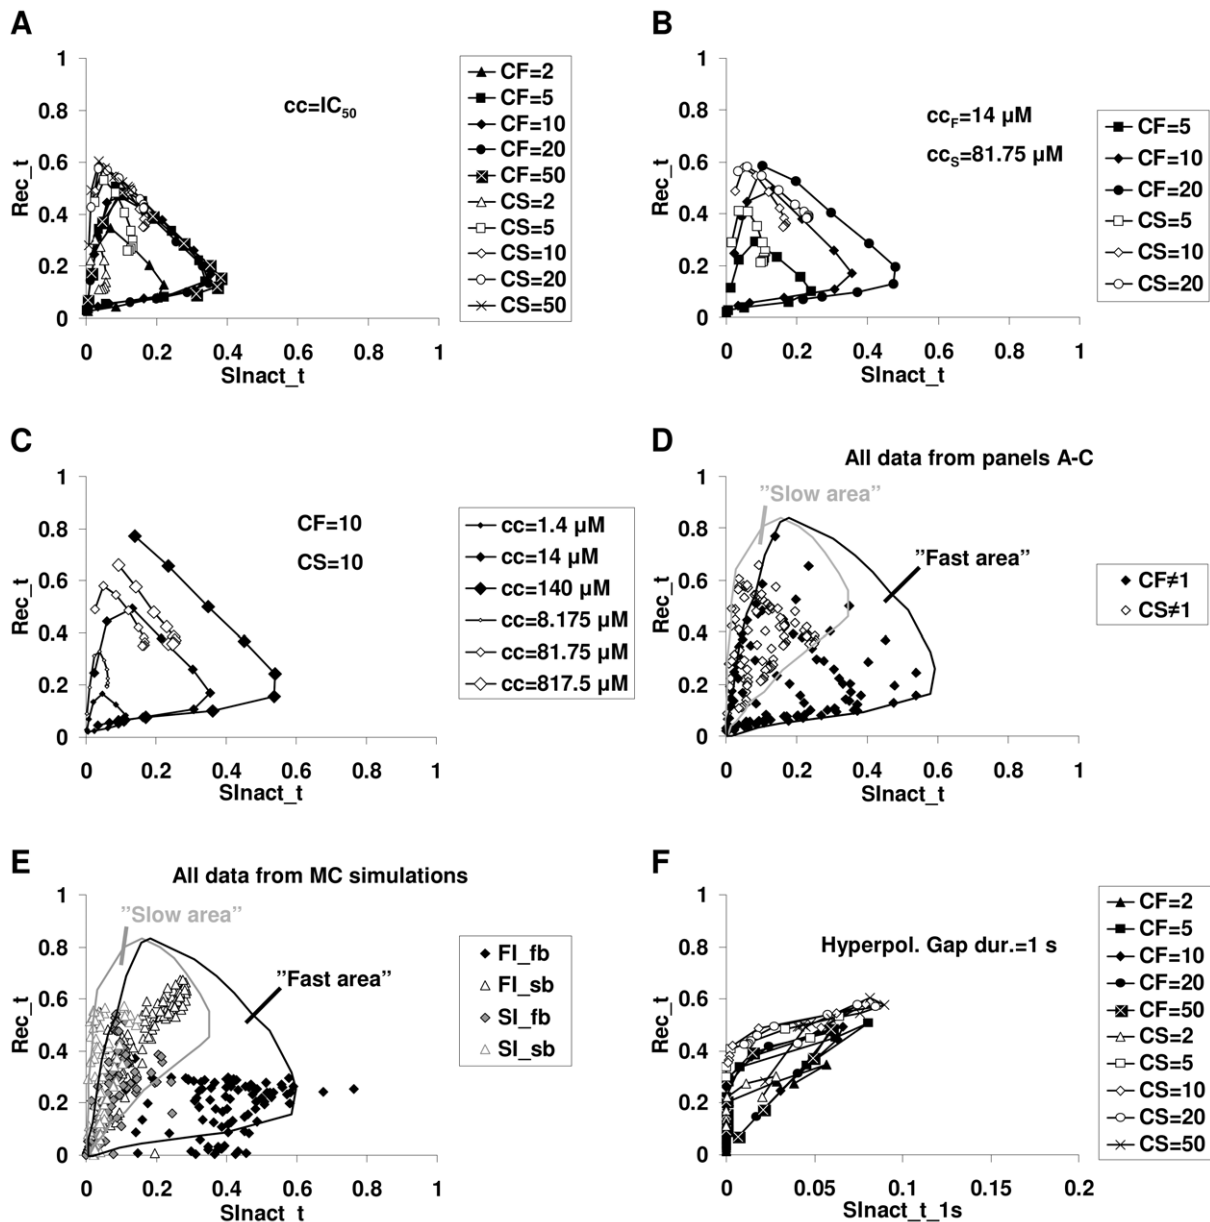 A
1
0.8
0.6
0.4
0.2
0
Rec_t
0 0.2 0.4 0.6 0.8 1
SInact_t
cc=IC50
CF=2
CF=5
CF=10
CF=20
CF=50
CS=2
CS=5
CS=10
CS=20
CS=50
B
1
0.8
0.6
0.4
0.2
0
Rec_t
0 0.2 0.4 0.6 0.8 1
SInact_t
ccF=14 µM
ccS=81.75 µM
CF=5
CF=10
CF=20
CS=5
CS=10
CS=20
C
1
0.8
0.6
0.4
0.2
0
Rec_t
0 0.2 0.4 0.6 0.8 1
SInact_t
CF=10
CS=10
cc=1.4 µM
cc=14 µM
cc=140 µM
cc=8.175 µM
cc=81.75 µM
cc=817.5 µM
D
All data from panels A-C
1
0.8
0.6
0.4
0.2
0
Rec_t
0 0.2 0.4 0.6 0.8 1
SInact_t
”Slow area”
”Fast area”
CF≠1
CS≠1
E
All data from MC simulations
1
0.8
0.6
0.4
0.2
0
Rec_t
0 0.2 0.4 0.6 0.8 1
SInact t
”Slow area”
”Fast area”
FI_fb
FI_sb
SI_fb
SI_sb
F
1
0.8
0.6
0.4
0.2
0
Rec_t
0 0.05 0.1 0.15 0.2
SInact_t_1s
Hyperpol. Gap dur.=1 s
CF=2
CF=5
CF=10
CF=20
CF=50
CS=2
CS=5
CS=10
CS=20
CS=50